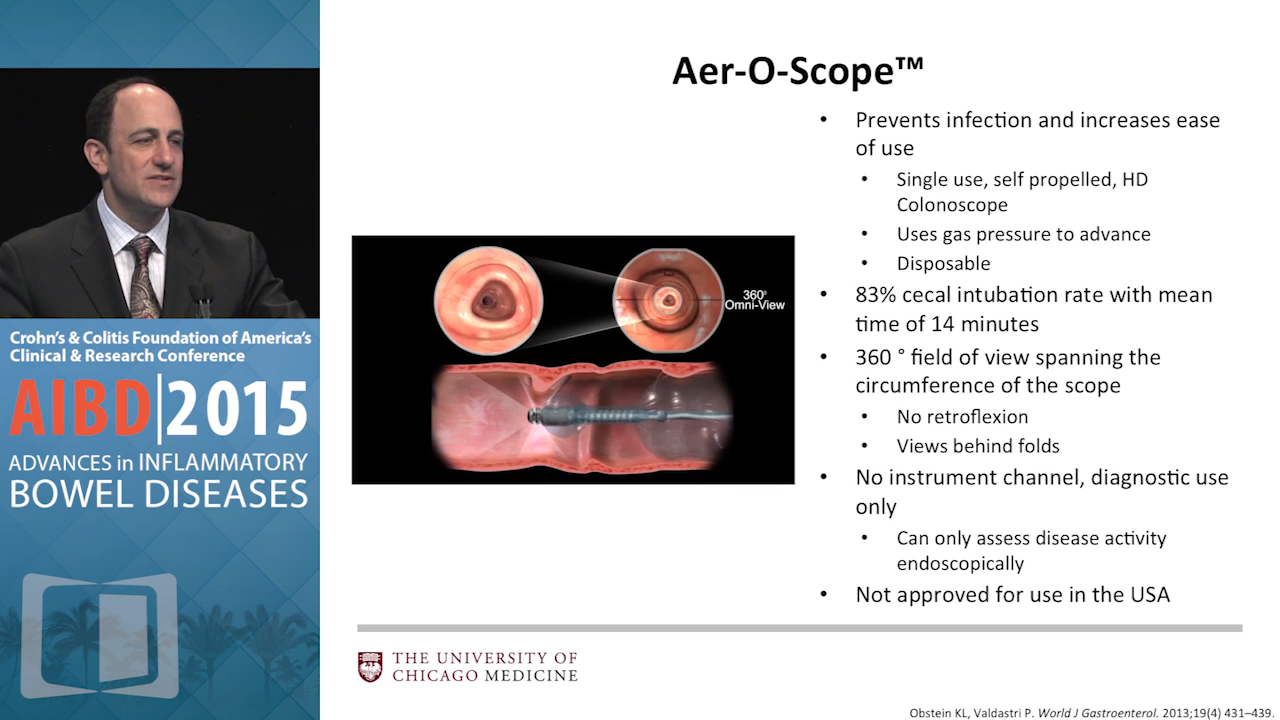 Crohn's & Colitis Foundation of America's
Clinical & Research Conference
AIBD|2015
ADVANCES in INFLAMMATORY
BOWEL DISEASES
Aer-O-Scope™
360°
Omni-View
• Prevents infection and increases ease
of use
• Single use, self propelled, HD
Colonoscope
• Uses gas pressure to advance
• Disposable
• 83% cecal intubation rate with mean
time of 14 minutes
• 360 ° field of view spanning the
circumference of the scope
• No retroflexion
• Views behind folds
• No instrument channel, diagnostic use
only
• Can only assess disease activity
endoscopically
• Not approved for use in the USA
THE UNIVERSITY OF
CHICAGO MEDICINE
Obstein KL, Valdastri P. World J Gastroenterol. 2013;19(4) 431–439.